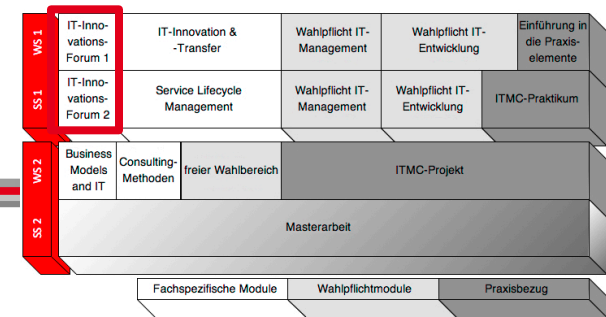 WS 1
IT-Inno-
vations-
Forum 1
IT-Innovation &
-Transfer
Wahlpflicht IT-
Management
Wahlpflicht IT-
Entwicklung
Einführung in
die Praxis-
elemente
SS 1
IT-Inno-
vations-
Forum 2
Service Lifecycle
Management
Wahlpflicht IT-
Management
Wahlpflicht IT-
Entwicklung
ITMC-Praktikum
WS 2
Business
Models
and IT
Consulting-
Methoden
freier Wahlbereich
ITMC-Projekt
SS 2
Masterarbeit
Fachspezifische Module
Wahlpflichtmodule
Praxisbezug